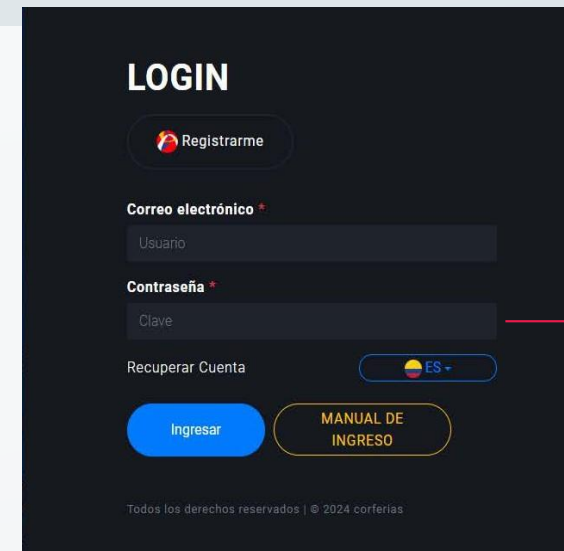 LOGIN
Registrarme
Correo electrónico *
Usuario
Contraseña *
Clave
Recuperar Cuenta
ES
Ingresar
MANUAL DE
INGRESO
Todos los derechos reservados | © 2024 corferias